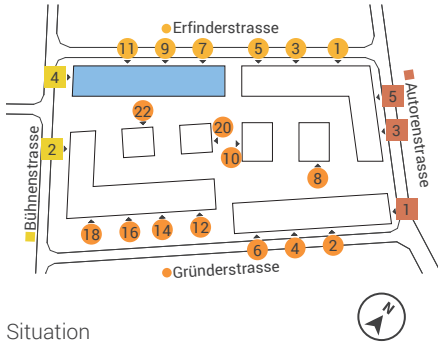 Erfinderstrasse
11 9 7 5 3 1
4
5
Autorenstrasse
3
22
20
10
8
2
Bühnenstrasse
1
18 16 14 12
6 4 2
Gründerstrasse
N
Situation